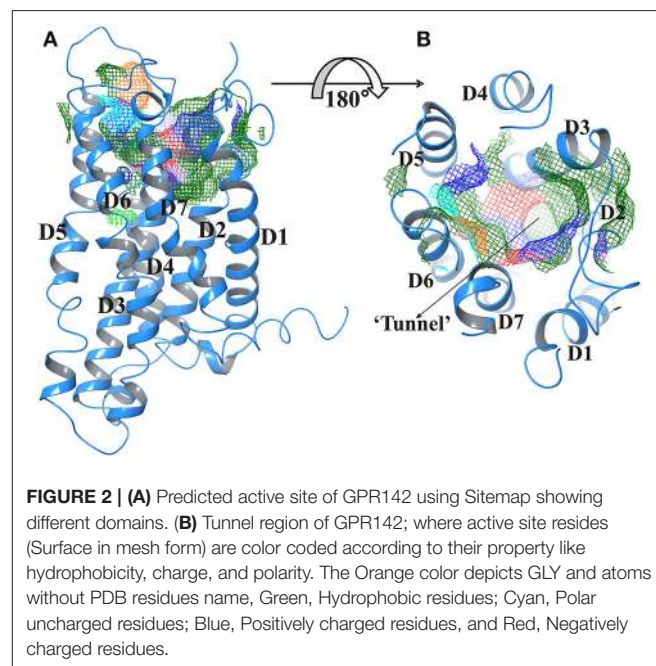 A
B
180°
D4
D3
D5
D2
D6
D7
D1
'Tunnel'
D6
D7
D5
D2
D1
D4
D3
FIGURE 2 | (A) Predicted active site of GPR142 using Sitemap showing
different domains. (B) Tunnel region of GPR142; where active site resides
(Surface in mesh form) are color coded according to their property like
hydrophobicity, charge, and polarity. The Orange color depicts GLY and atoms
without PDB residues name, Green, Hydrophobic residues; Cyan, Polar
uncharged residues; Blue, Positively charged residues, and Red, Negatively
charged residues.